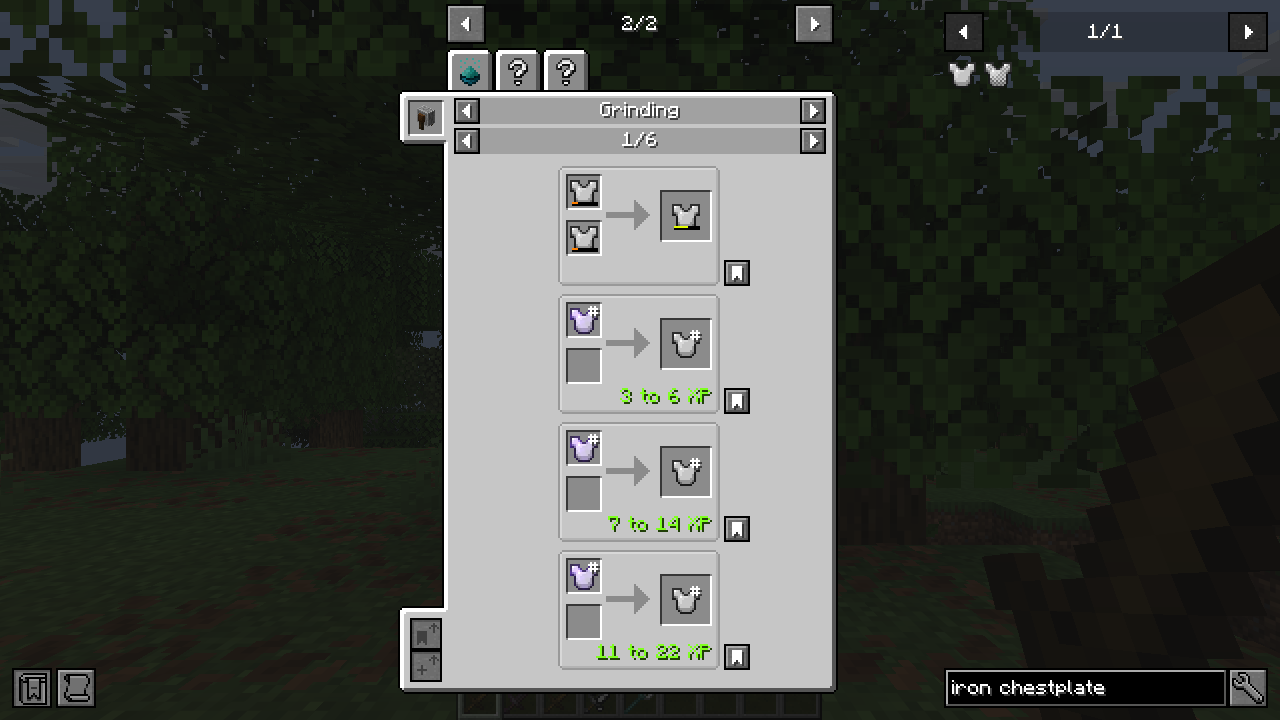 2/2
1/1
? ?
Grinding
1/6
3 to 6 XP
7 to 14 XP
11 to 22 XP
iron chestplate